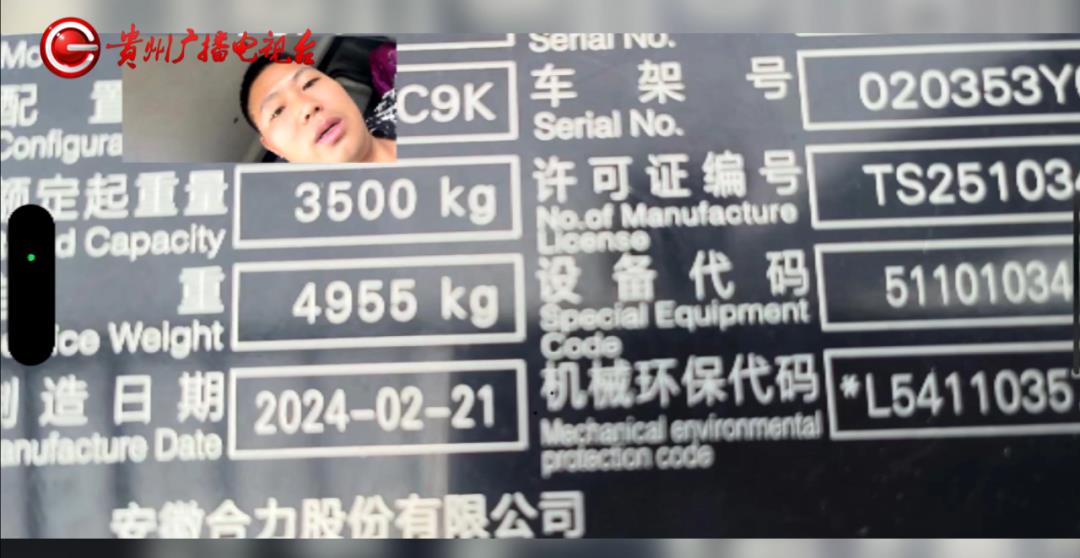 贵州广播电视台
Mo
Serial No.
配 置
C9K
车 架 号
020353Y
Configura
Serial No.
额定起重量
3500 kg
许可证编号
TS251034
d Capacity
No.of Manufacture
License
重
4955 kg
设 备 代 码
51101034
ice Weight
Special Equipment
Code
制 造 日 期
2024-02-21
机械环保代码
*L5411035
anufacture Date
Mechanical environmental
protection code
安徽合力股份有限公司